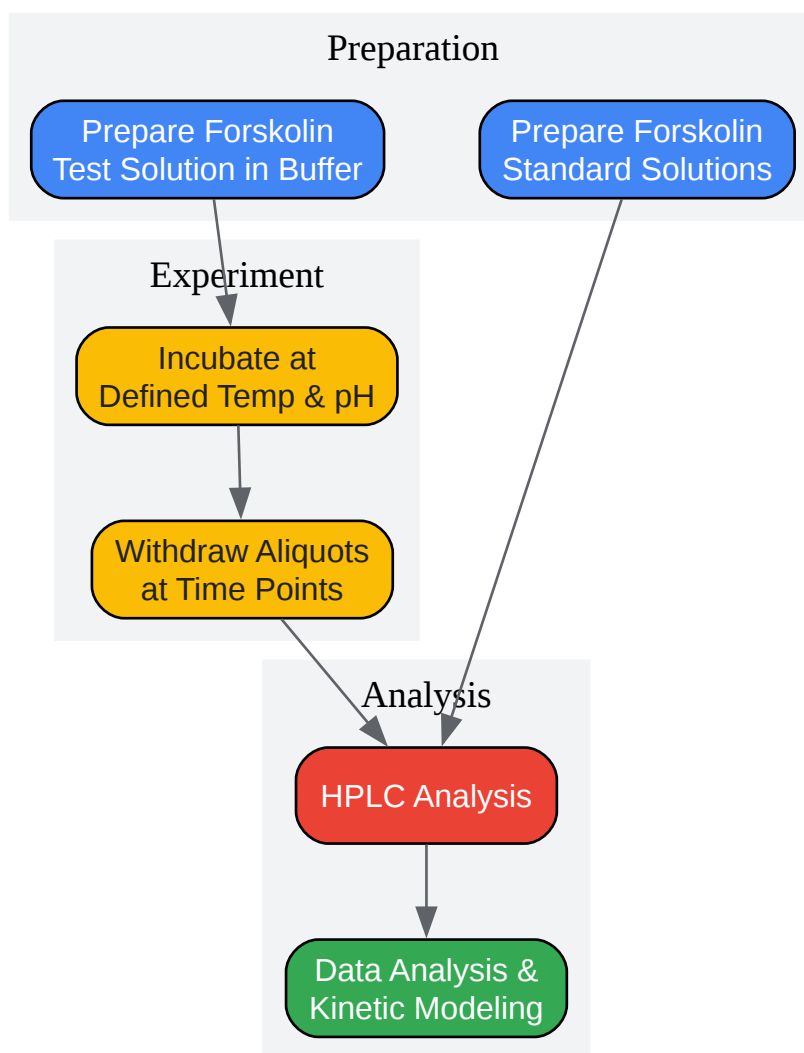 Preparation
Prepare Forskolin
Test Solution in Buffer
Prepare Forskolin
Standard Solutions
Experiment
Incubate at
Defined Temp & pH
Withdraw Aliquots
at Time Points
Analysis
HPLC Analysis
Data Analysis &
Kinetic Modeling